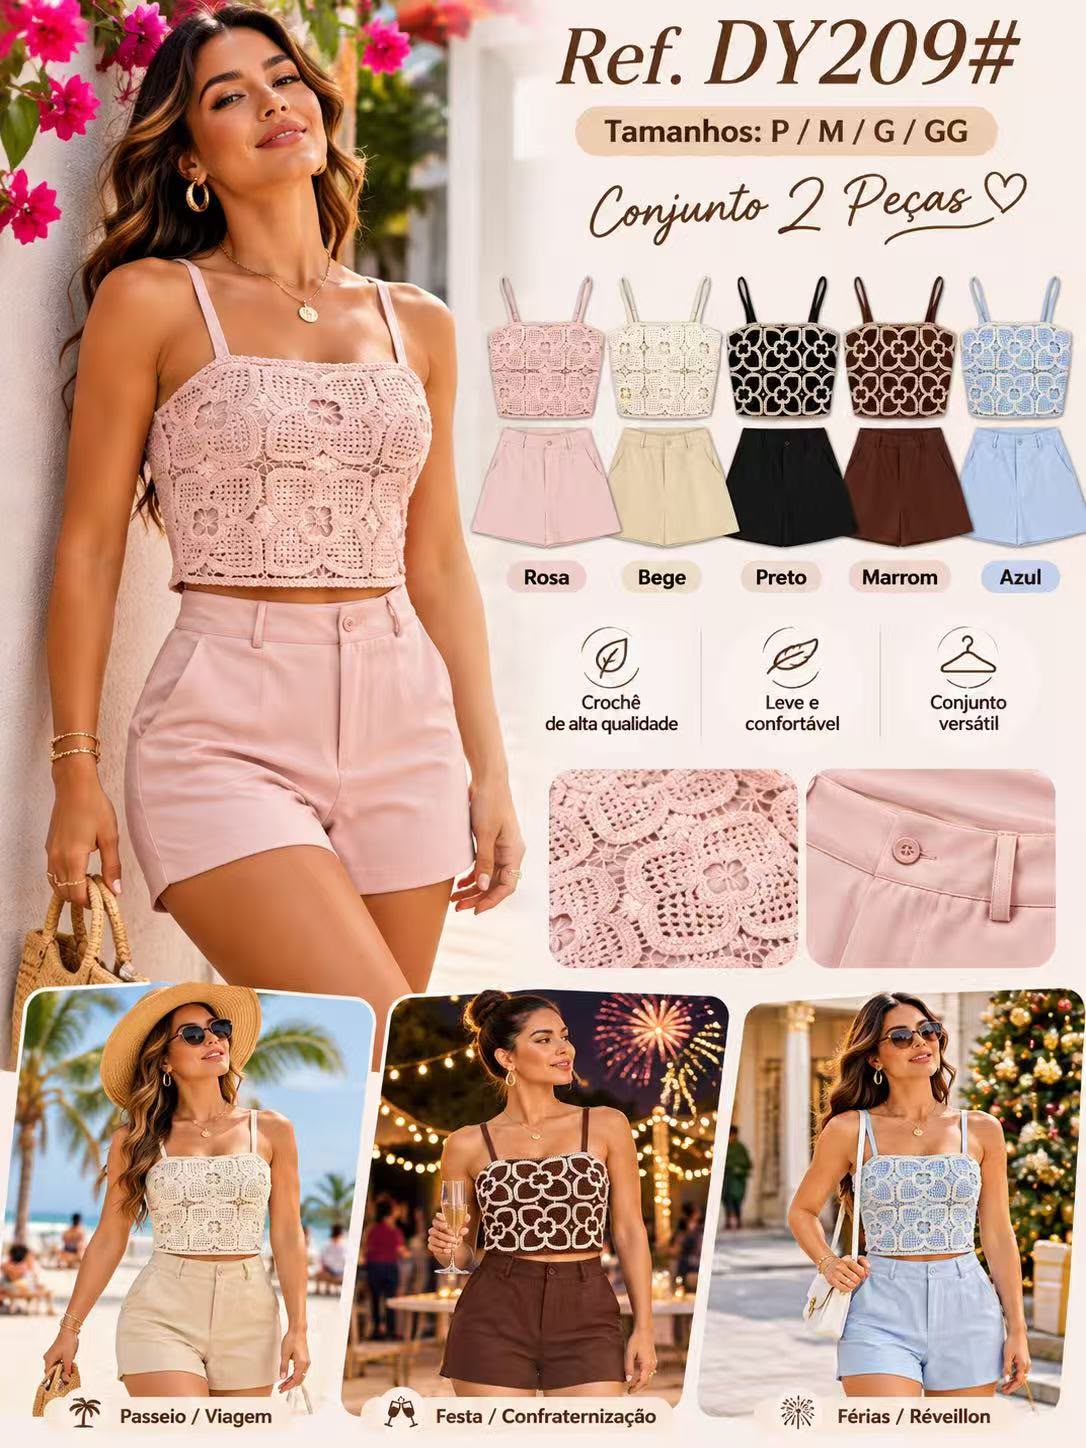 Ref. DY209#
Tamanhos: P / M / G / GG
Conjunto 2 Peças
Rosa
Bege
Preto
Marrom
Azul
Crochê
de alta qualidade
Leve e
confortável
Conjunto
versátil
Passeio / Viagem
Festa / Confraternização
Férias / Réveillon